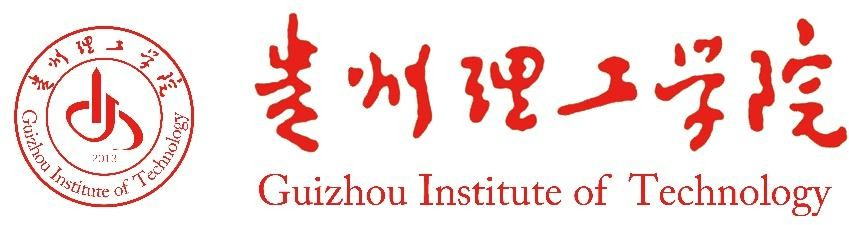 贵州理工学院
2013
Guizhou Institute of Technology
贵州理工学院
Guizhou Institute of Technology